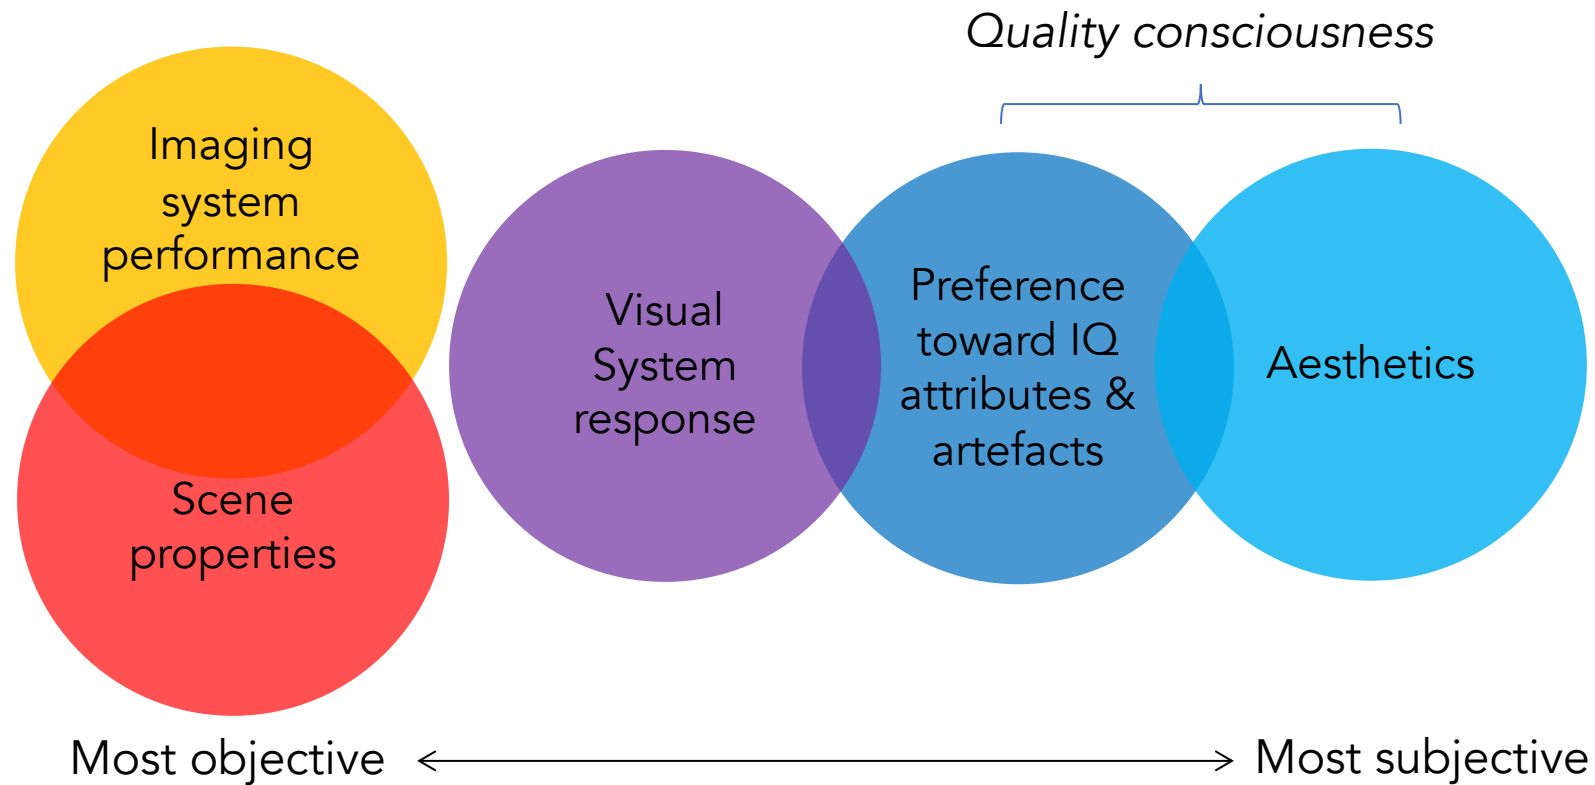 Quality consciousness
Imaging
system
performance
Scene
properties
Visual
System
response
Preference
toward IQ
attributes &
artefacts
Aesthetics
Most objective
Most subjective